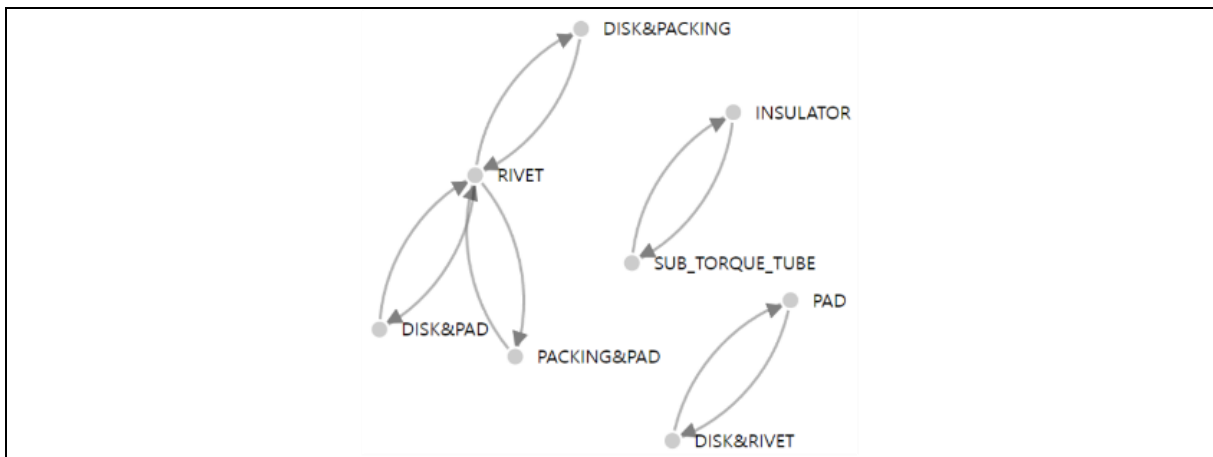 DISK&PACKING
INSULATOR
RIVET
SUB_TORQUE_TUBE
PAD
DISK&PAD
PACKING&PAD
DISK&RIVET